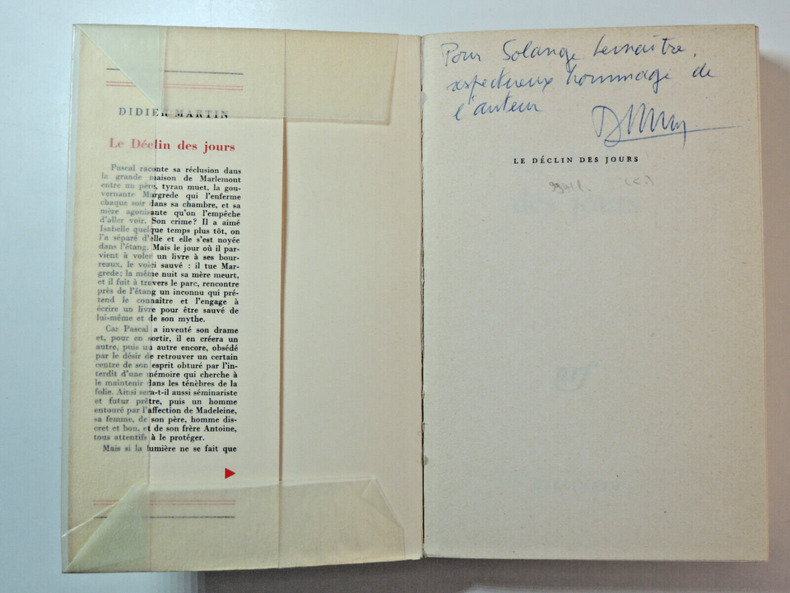 DIDIER MARTIN
Le Déclin des jours
Pascal raconte sa réclusion dans
la grande maison de Marlemont
entre un père, tyran muet, la gou-
vernante Margrede qui l'enferme
chaque soir dans sa chambre, et sa
mère agonisante qu'on l'empêche
d'aller voir. Son crime? Il a aimé
Isabelle quelque temps plus tôt, on
l'a séparé d'elle et elle s'est noyée
dans l'étang. Mais le jour où il par-
vient à voler un livre à ses bour-
reaux, le voici sauvé : il tue Mar-
grede; la même nuit sa mère meurt,
et il fuit à travers le parc, rencontre
près de l'étang un inconnu qui pré-
tend le connaître et l'engage à
écrire un livre pour être sauvé de
lui-même et de son mythe.
Car Pascal a inventé son drame
et, pour en sortir, il en créera un
autre, puis un autre encore, obsédé
par le désir de retrouver un certain
centre de son esprit obturé par l'in-
terdit d'une mémoire qui cherche à
le maintenir dans les ténèbres de la
folie. Ainsi sera-t-il aussi séminariste
et futur prêtre, puis un homme
entouré par l'affection de Madeleine,
sa femme, de son père, homme dis-
cret et bon, et de son frère Antoine,
tous attentifs à le protéger.
Mais si la lumière ne se fait que
Pour Solange Lemaître,
respectueux hommage de
l'auteur
LE DÉCLIN DES JOURS